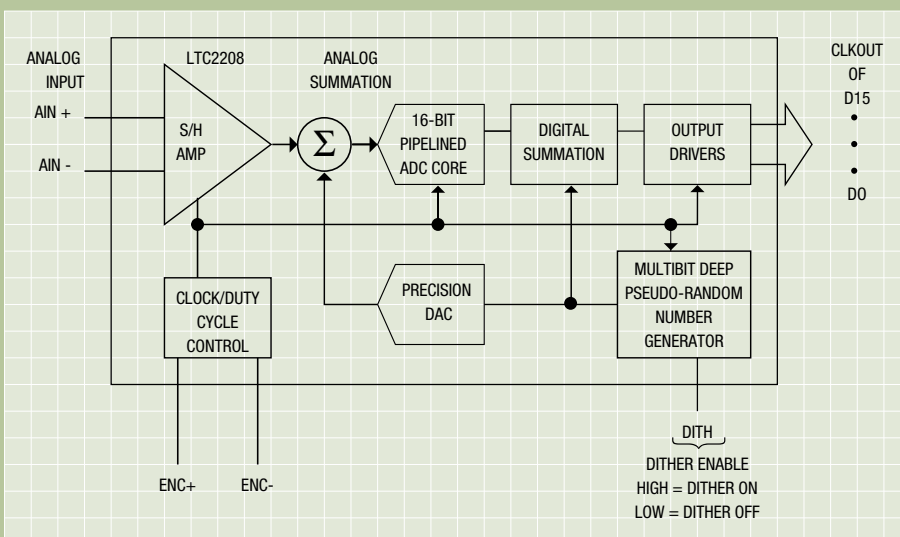 ANALOG
INPUT
LTC2208
ANALOG
SUMMATION
CLKOUT
OF
D15
AIN +
AIN -
S/H
AMP
Σ
16-BIT
PIPELINED
ADC CORE
DIGITAL
SUMMATION
OUTPUT
DRIVERS
DO
CLOCK/DUTY
CYCLE
CONTROL
PRECISION
DAC
MULTIBIT DEEP
PSEUDO-RANDOM
NUMBER
GENERATOR
ENC+
ENC-
DITH
DITHER ENABLE
HIGH = DITHER ON
LOW = DITHER OFF